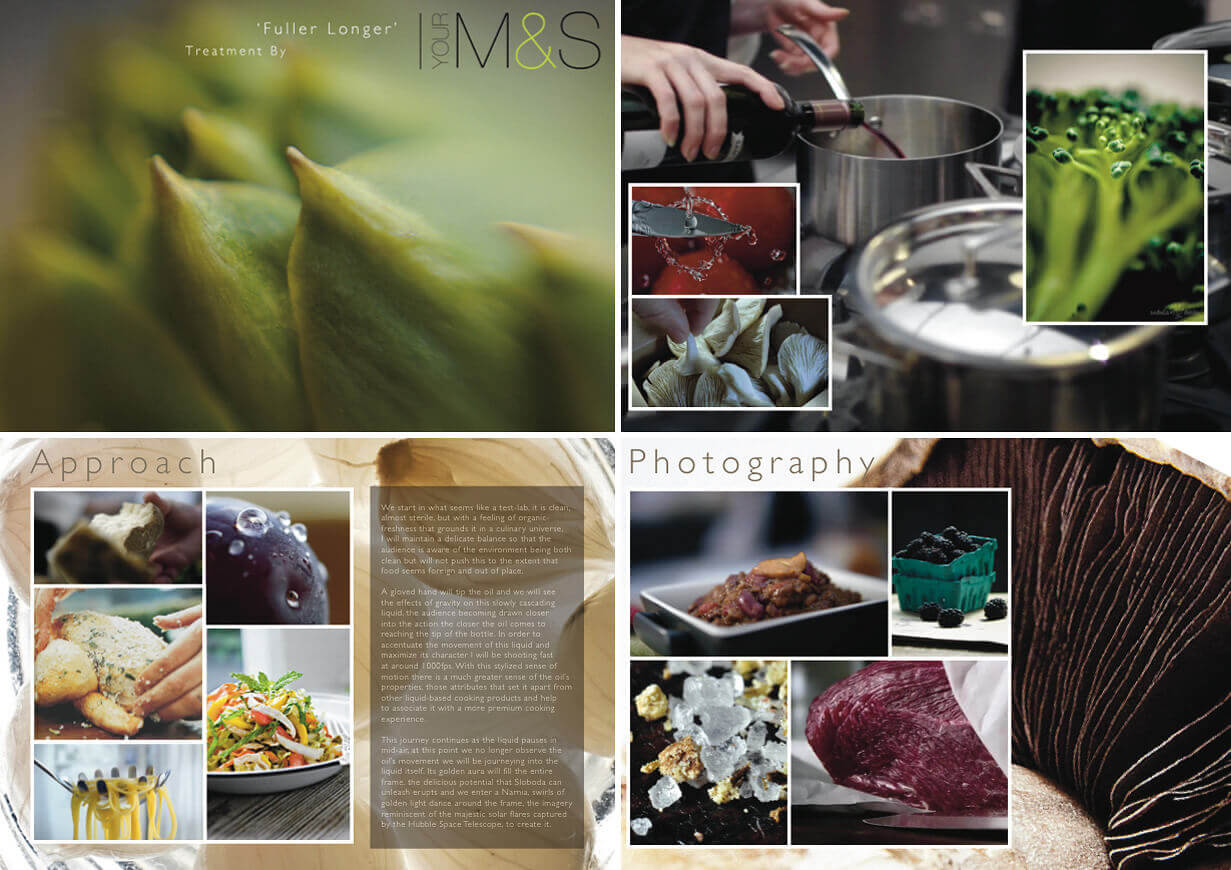 'Fuller Longer'
Treatment By
YOUR M&S
Approach
We start in what seems like a test-lab, it is clean,
almost sterile, but with a feeling of organic
freshness that grounds it in a culinary universe.
I will maintain a delicate balance so that the
audience is aware of the environment being both
clean but will not push this to the extent that
food seems foreign and out of place.
A gloved hand will tip the oil and we will see
the effects of gravity on this slowly cascading
liquid, the audience becoming drawn closer
into the action the closer the oil comes to
reaching the tip of the bottle. In order to
accentuate the movement of this liquid and
maximize its character I will be shooting fast
at around 1000fps. With this stylized sense of
motion there is a much greater sense of the oil's
properties, those attributes that set it apart from
other liquid-based cooking products and help
to associate it with a more premium cooking
experience.
This journey continues as the liquid pauses in
mid-air, at this point we no longer observe the
oil's movement we will be journeying into the
liquid itself. Its golden aura will fill the entire
frame, the delicious potential that Sloboda can
unleash erupts and we enter a Narnia, swirls of
golden light dance around the frame, the imagery
reminiscent of the majestic solar flares captured
by the Hubble Space Telescope, to create it.
Photography